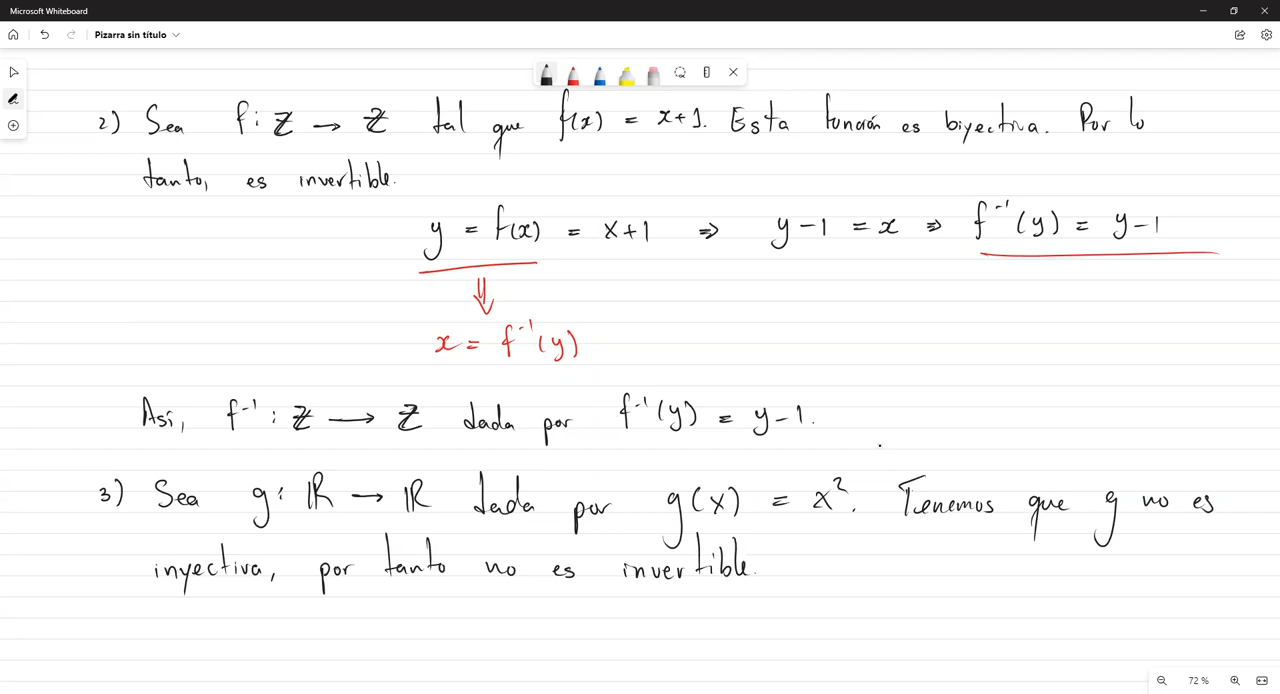 Microsoft Whiteboard
Pizarra sin título
2) Sea f: ℤ → ℤ tal que f(x) = x+1. Esta función es biyectiva. Por lo
tanto, es invertible.
y = f(x) = x+1 ⇒ y-1 = x ⇒ f⁻¹(y) = y-1
⇓
x = f⁻¹(y)
Así, f⁻¹: ℤ → ℤ dada por f⁻¹(y) = y-1.
3) Sea g: ℝ → ℝ dada por g(x) = x². Tenemos que g no es
inyectiva, por tanto no es invertible.
72 %